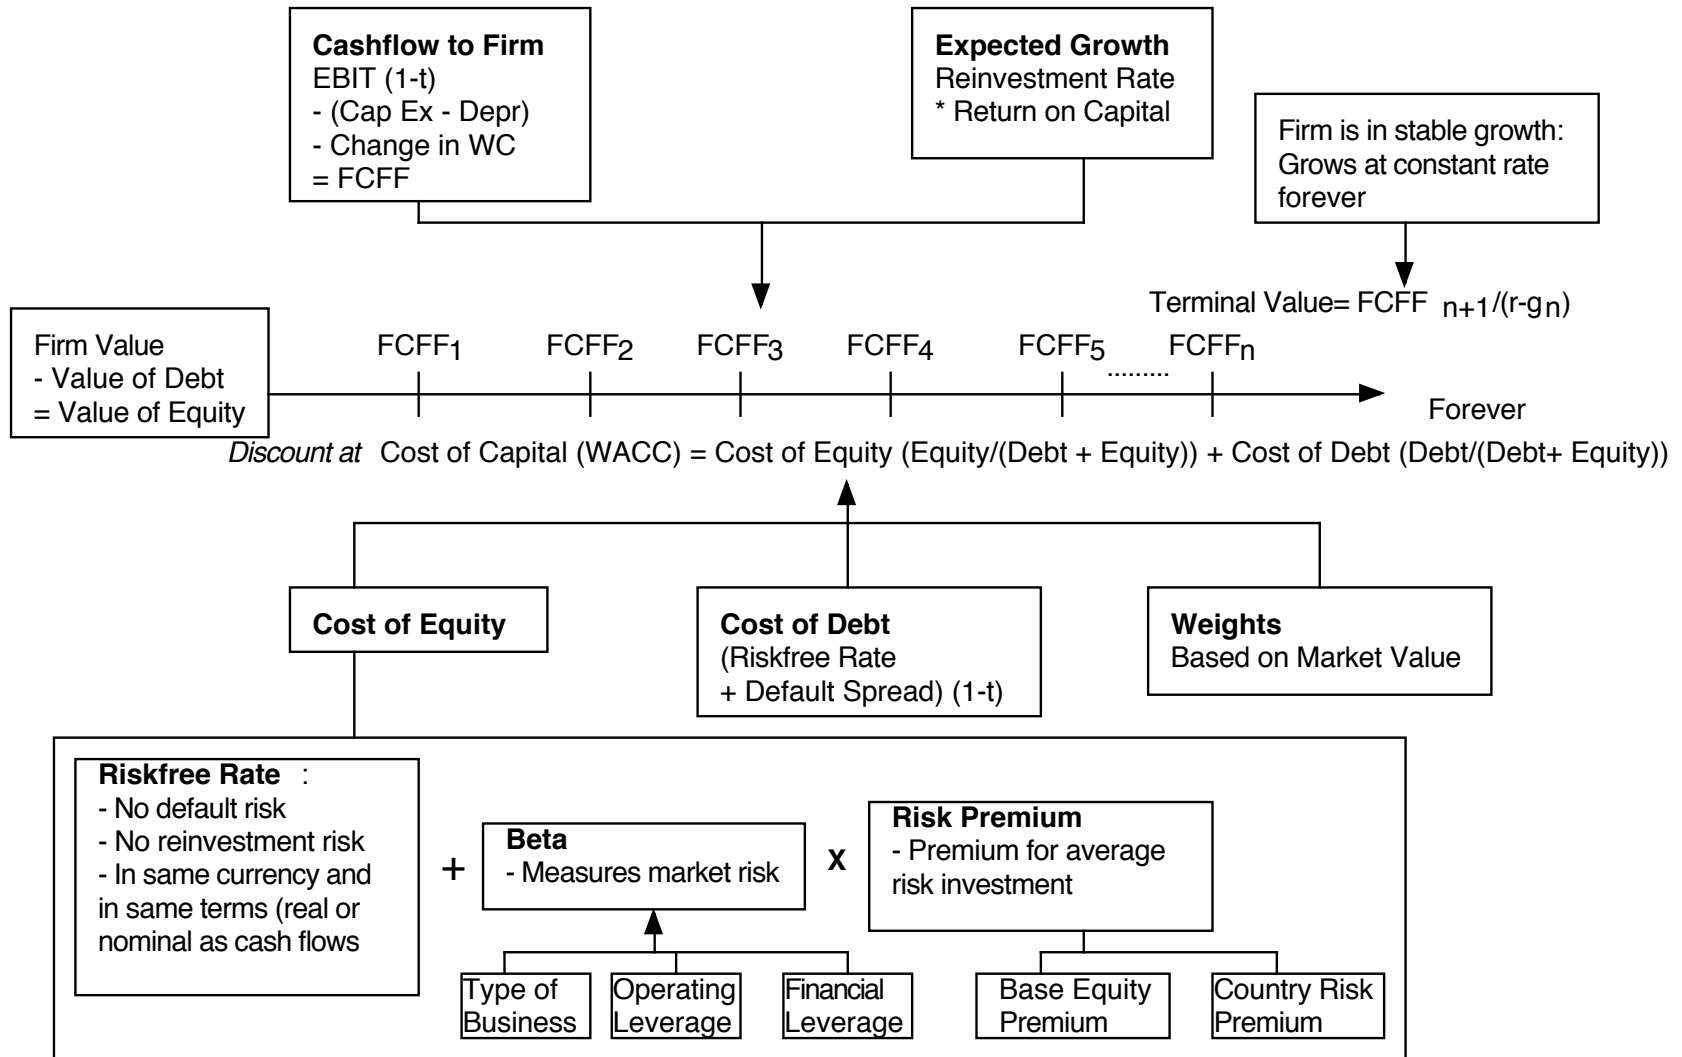 Cashflow to Firm
EBIT (1-t)
- (Cap Ex - Depr)
- Change in WC
= FCFF
Expected Growth
Reinvestment Rate
* Return on Capital
Firm is in stable growth:
Grows at constant rate
forever
Terminal Value= FCFF n+1/(r-gn)
Firm Value
- Value of Debt
= Value of Equity
FCFF1
FCFF2
FCFF3
FCFF4
FCFF5
.........
FCFFn
Forever
Discount at Cost of Capital (WACC) = Cost of Equity (Equity/(Debt + Equity)) + Cost of Debt (Debt/(Debt+ Equity))
Cost of Equity
Cost of Debt
(Riskfree Rate
+ Default Spread) (1-t)
Weights
Based on Market Value
Riskfree Rate :
- No default risk
- No reinvestment risk
- In same currency and
in same terms (real or
nominal as cash flows
+
Beta
- Measures market risk
X
Risk Premium
- Premium for average
risk investment
Type of
Business
Operating
Leverage
Financial
Leverage
Base Equity
Premium
Country Risk
Premium